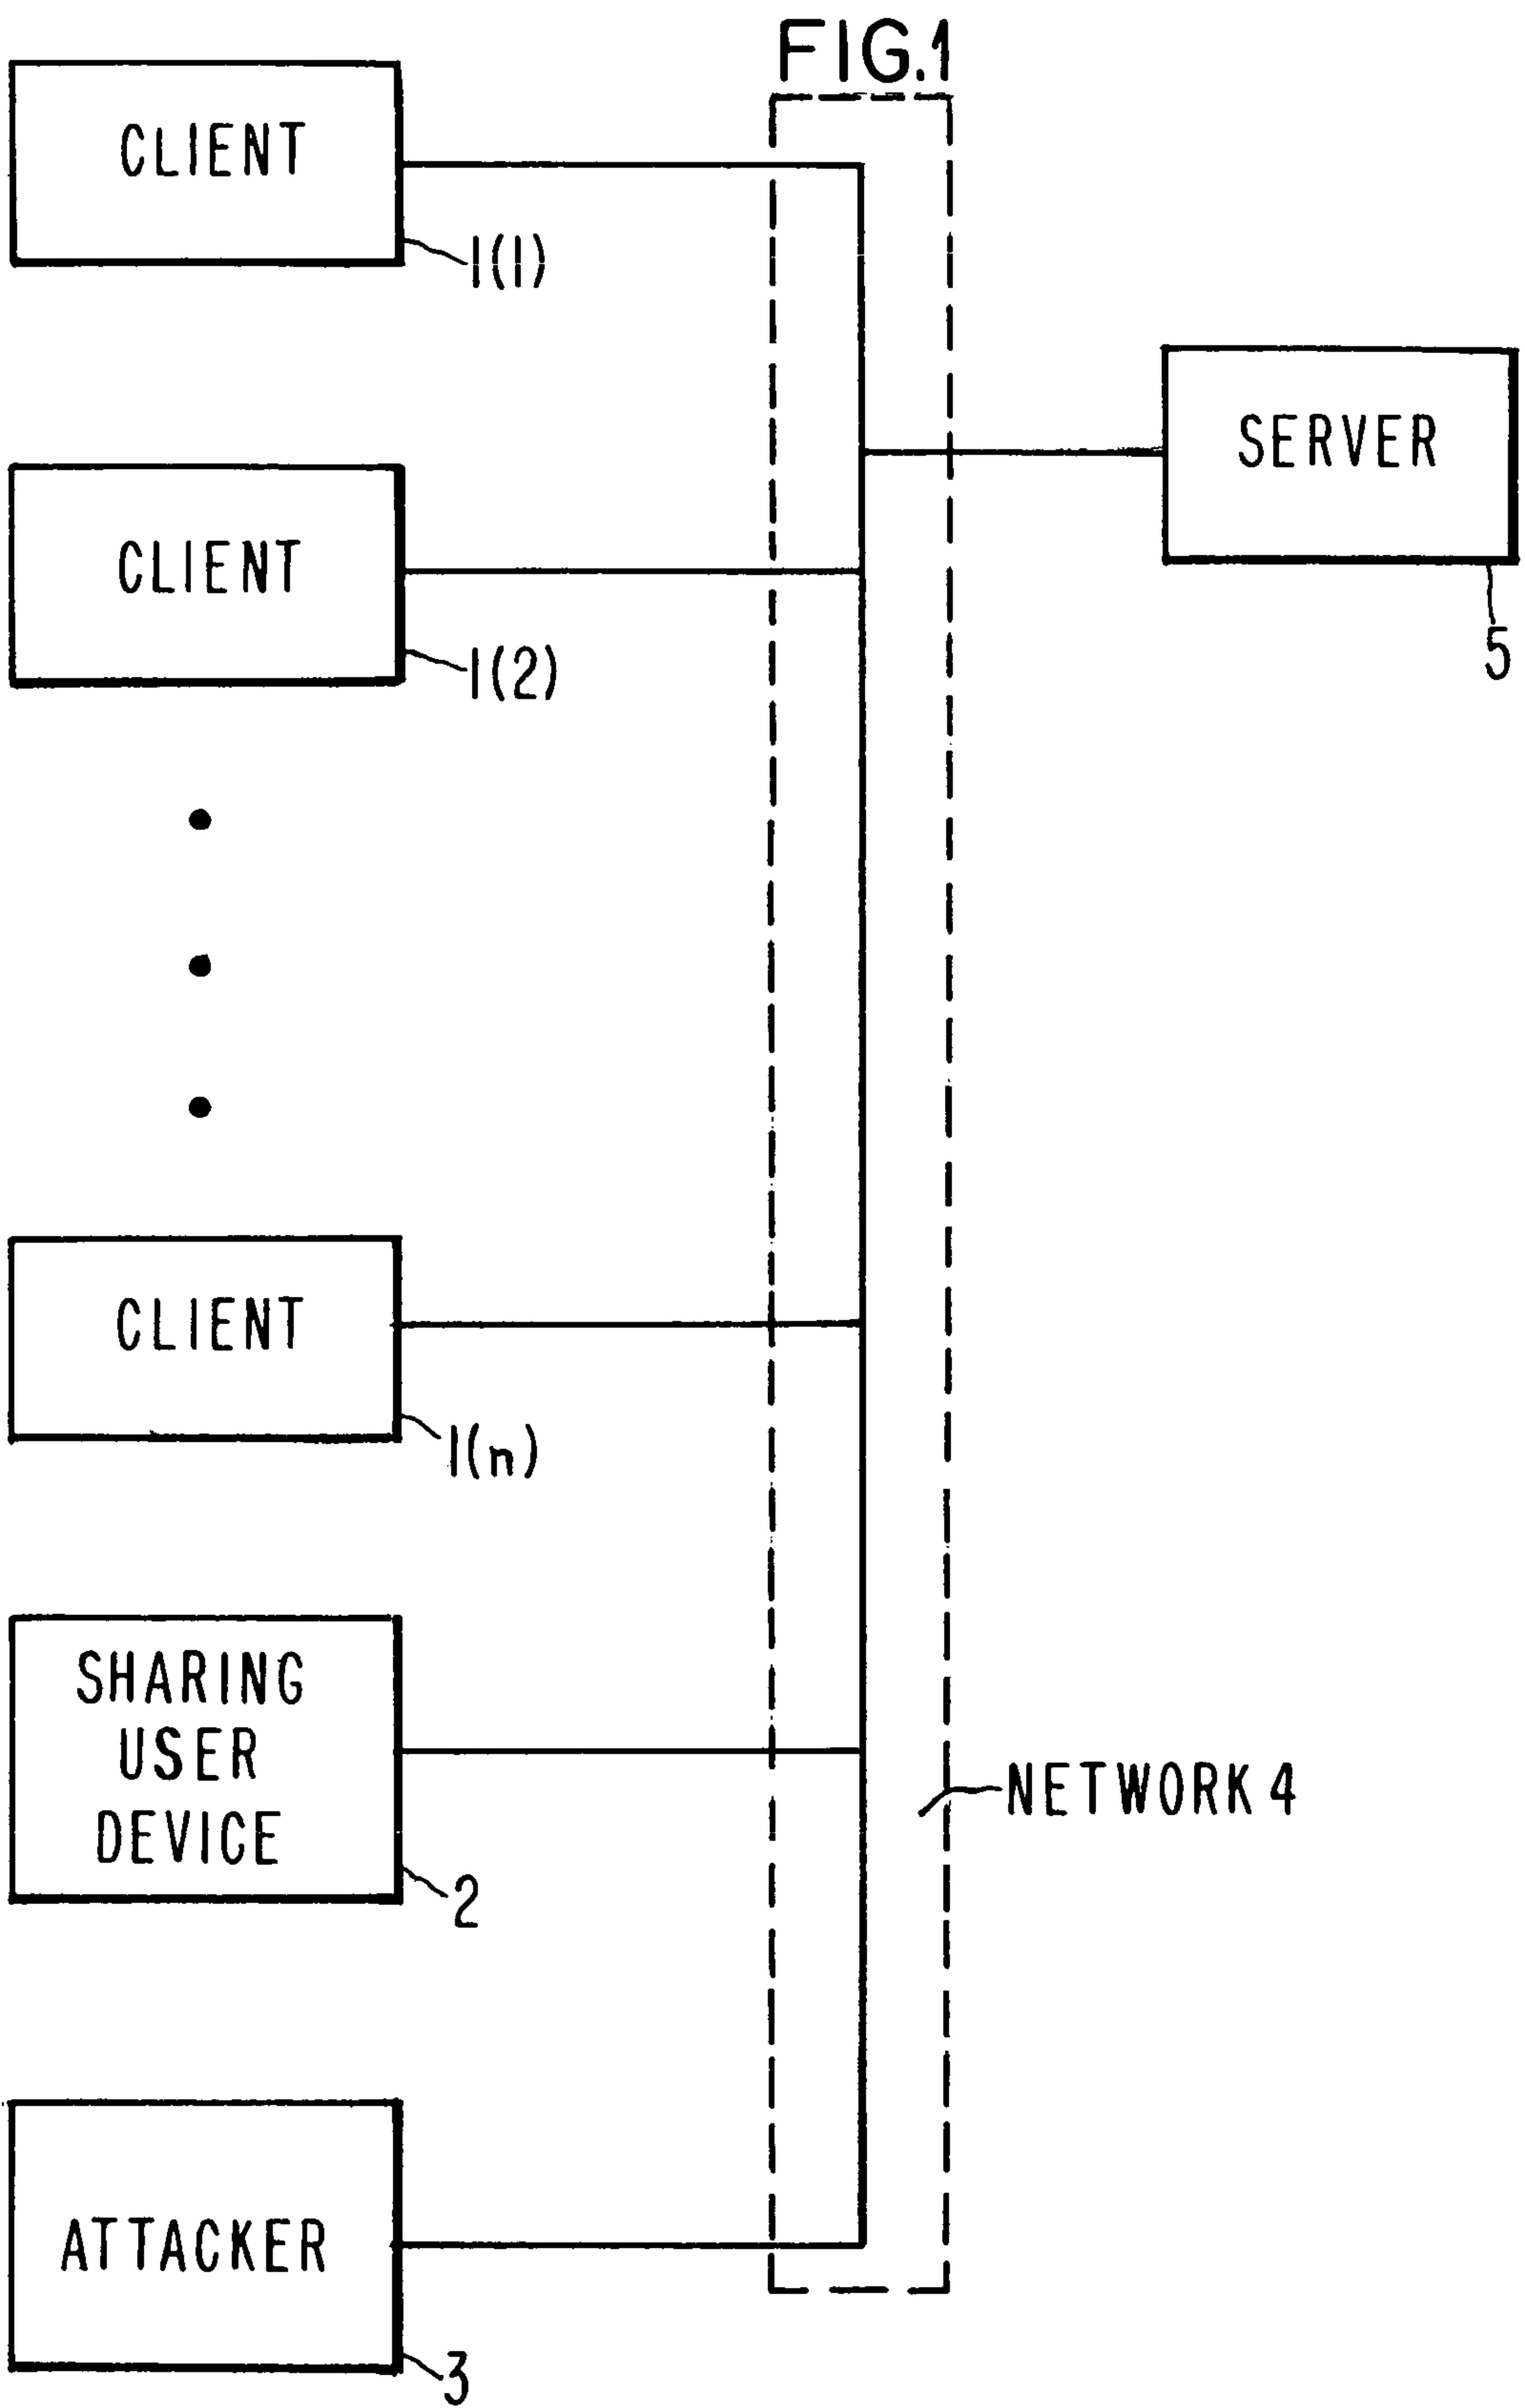 FIG.1
CLIENT
1(1)
SERVER
5
CLIENT
1(2)
CLIENT
1(n)
SHARING
USER
DEVICE
2
NETWORK 4
ATTACKER
3